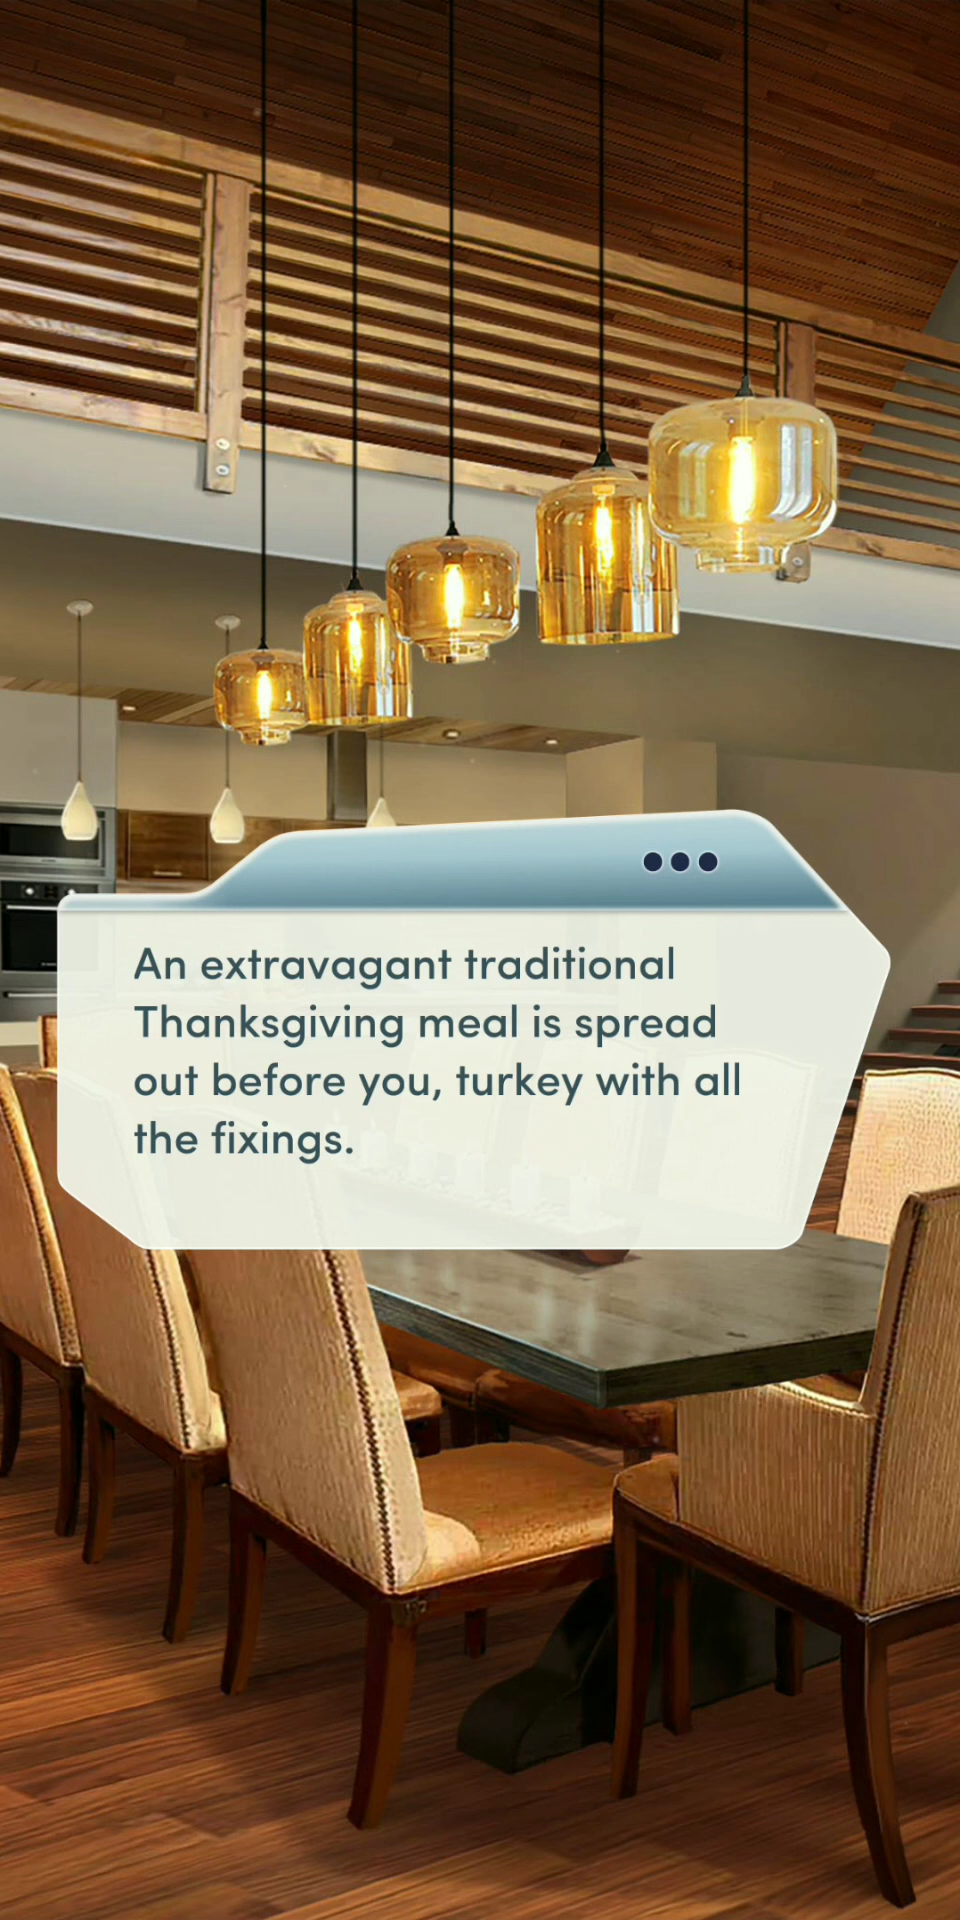 An extravagant traditional
Thanksgiving meal is spread
out before you, turkey with all
the fixings.